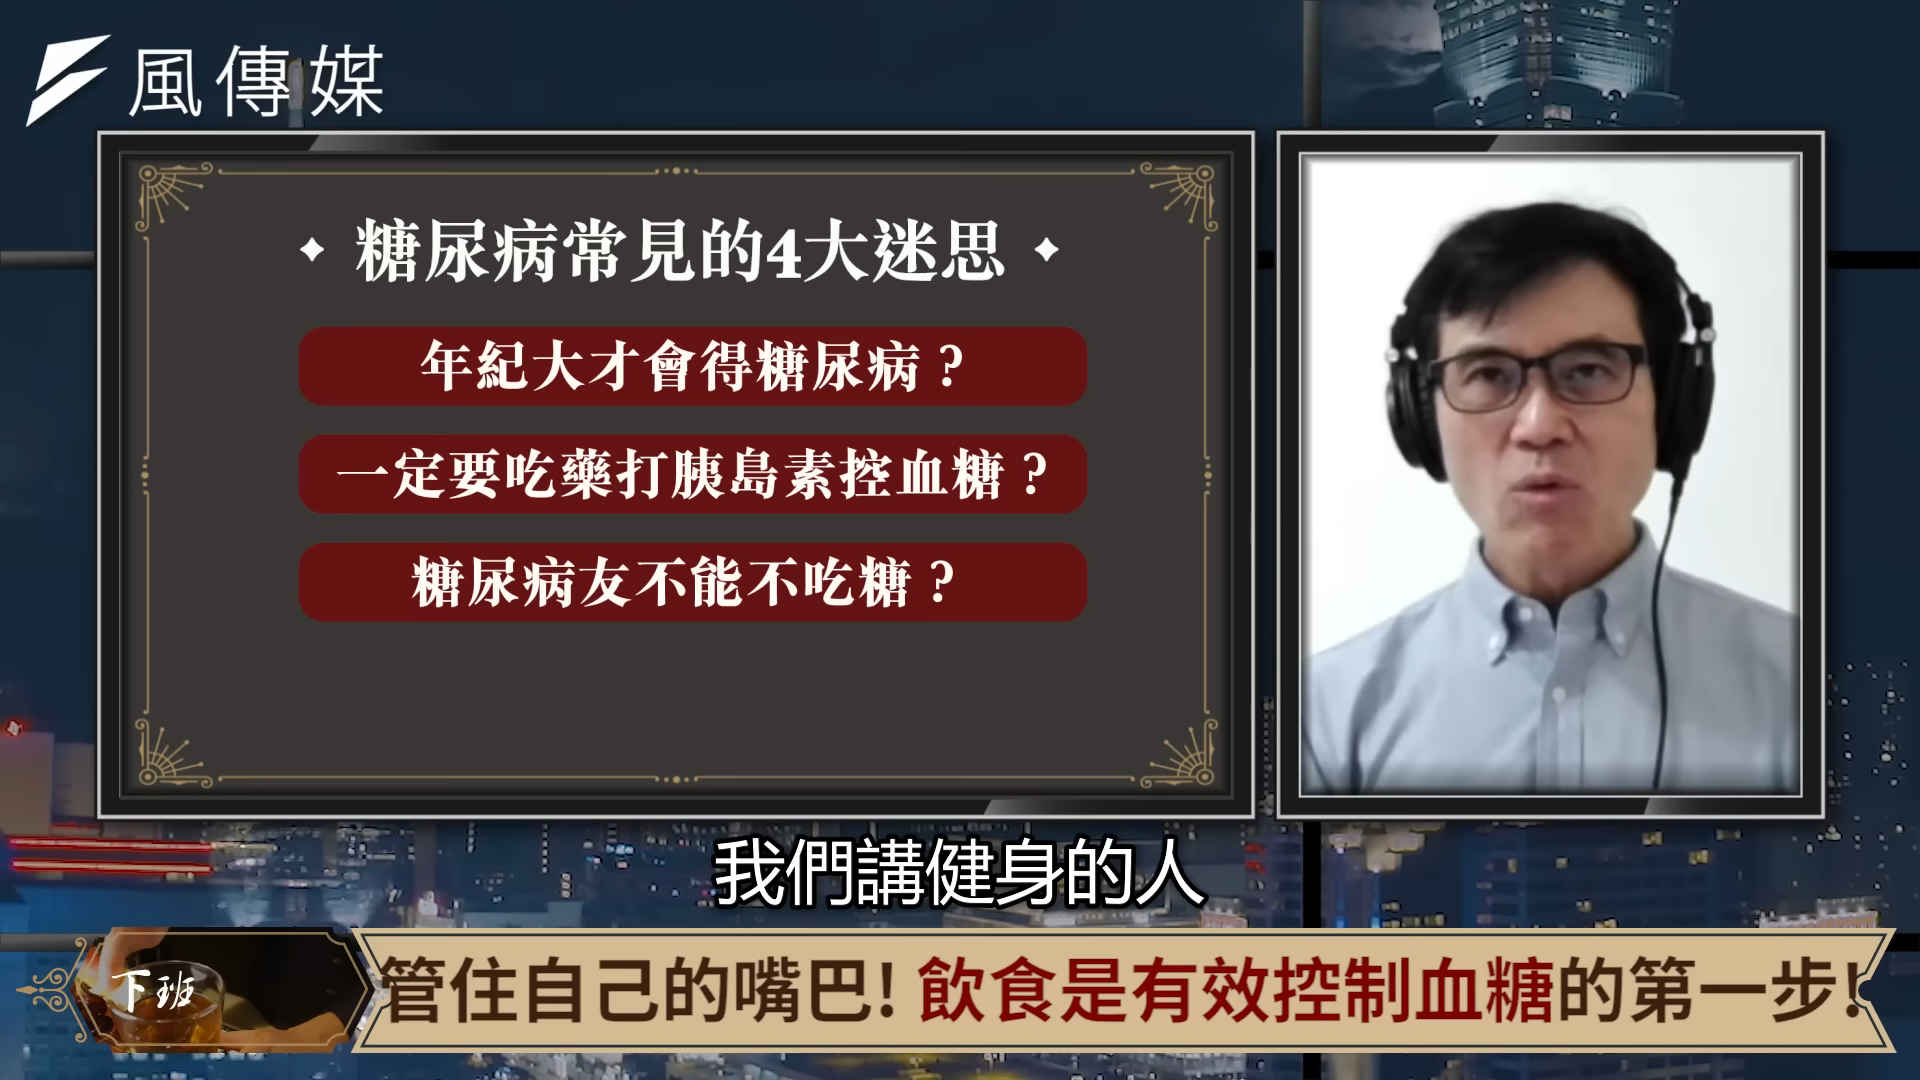 風傳媒
糖尿病常見的4大迷思
年紀大才會得糖尿病？
一定要吃藥打胰島素控血糖？
糖尿病友不能不吃糖？
我們講健身的人
下班
管住自己的嘴巴! 飲食是有效控制血糖的第一步!